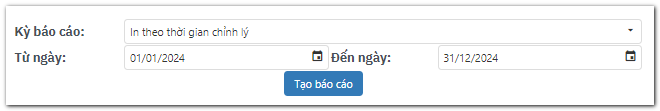 Kỳ báo cáo: In theo thời gian chỉnh lý
Từ ngày: 01/01/2024 Đến ngày: 31/12/2024
Tạo báo cáo